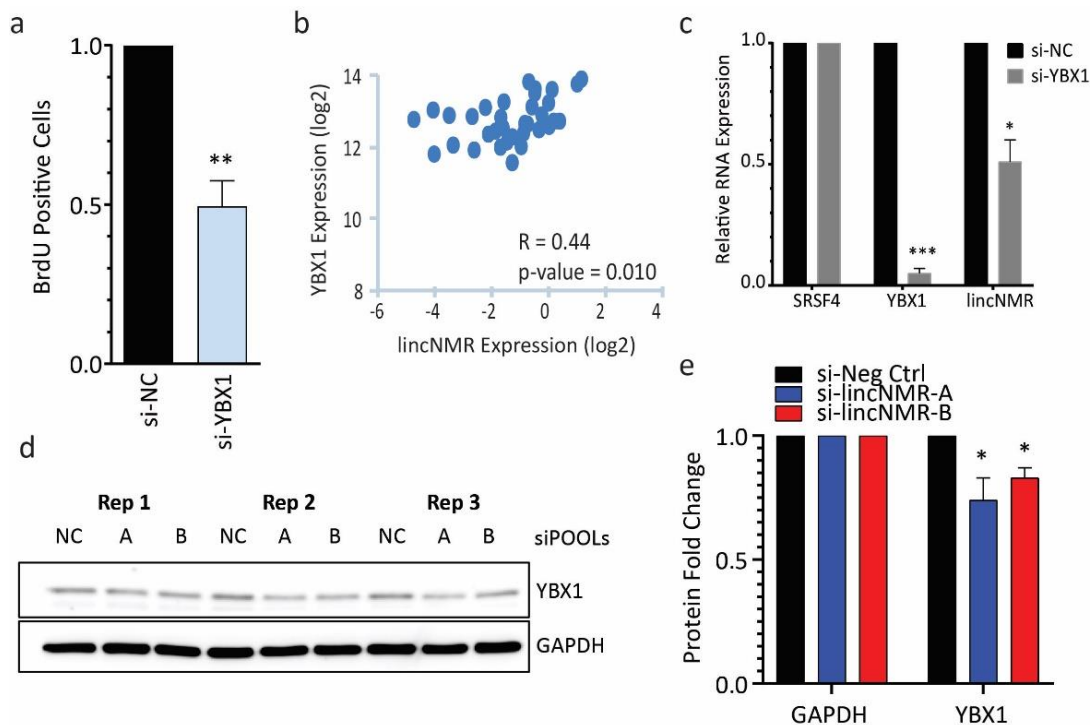 a
BrdU Positive Cells
1.0
0.5
0.0
**
si-NC
si-YBX1
b
YBX1 Expression (log2)
14
12
10
8
-6 -4 -2 0 2 4
R = 0.44
p-value = 0.010
lincNMR Expression (log2)
c
Relative RNA Expression
1.0
0.5
0.0
si-NC
si-YBX1
***
*
SRSF4 YBX1 lincNMR
d
Rep 1 Rep 2 Rep 3
NC A B NC A B NC A B siPOOLs
YBX1
GAPDH
e
si-Neg Ctrl
si-lincNMR-A
si-lincNMR-B
Protein Fold Change
1.0
0.5
0.0
* *
GAPDH YBX1